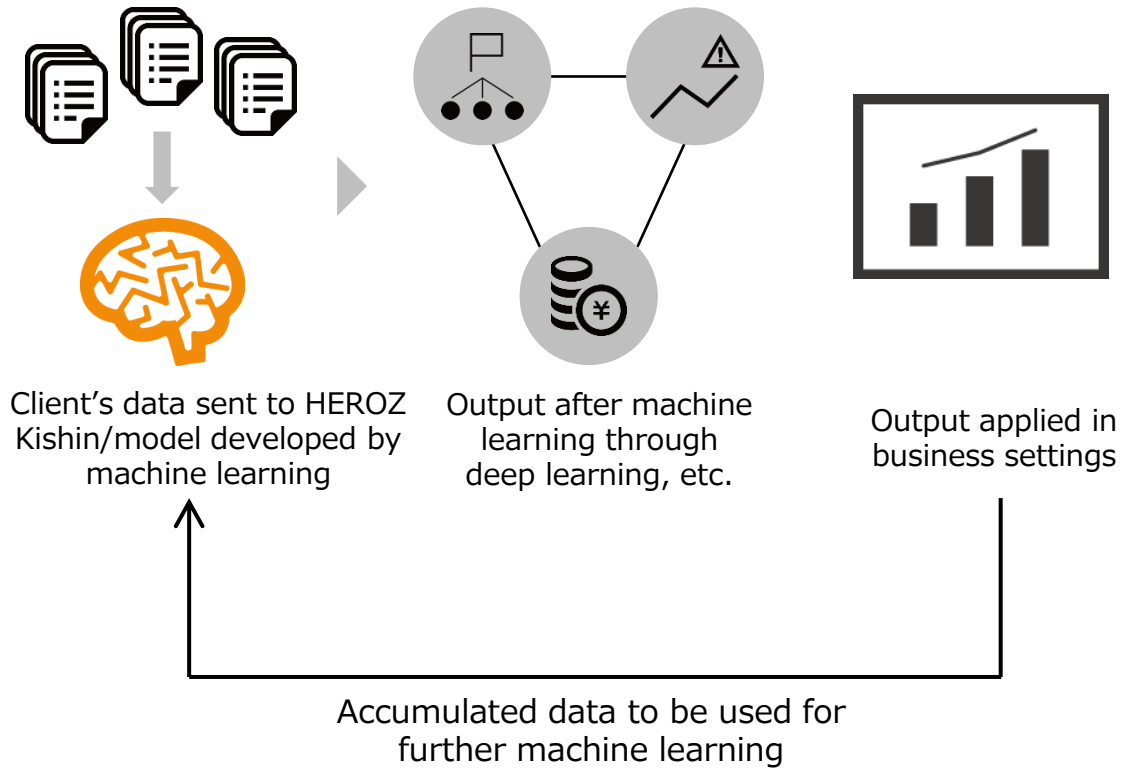 Client’s data sent to HEROZ
Kishin/model developed by
machine learning
Output after machine
learning through
deep learning, etc.
Output applied in
business settings
Accumulated data to be used for
further machine learning